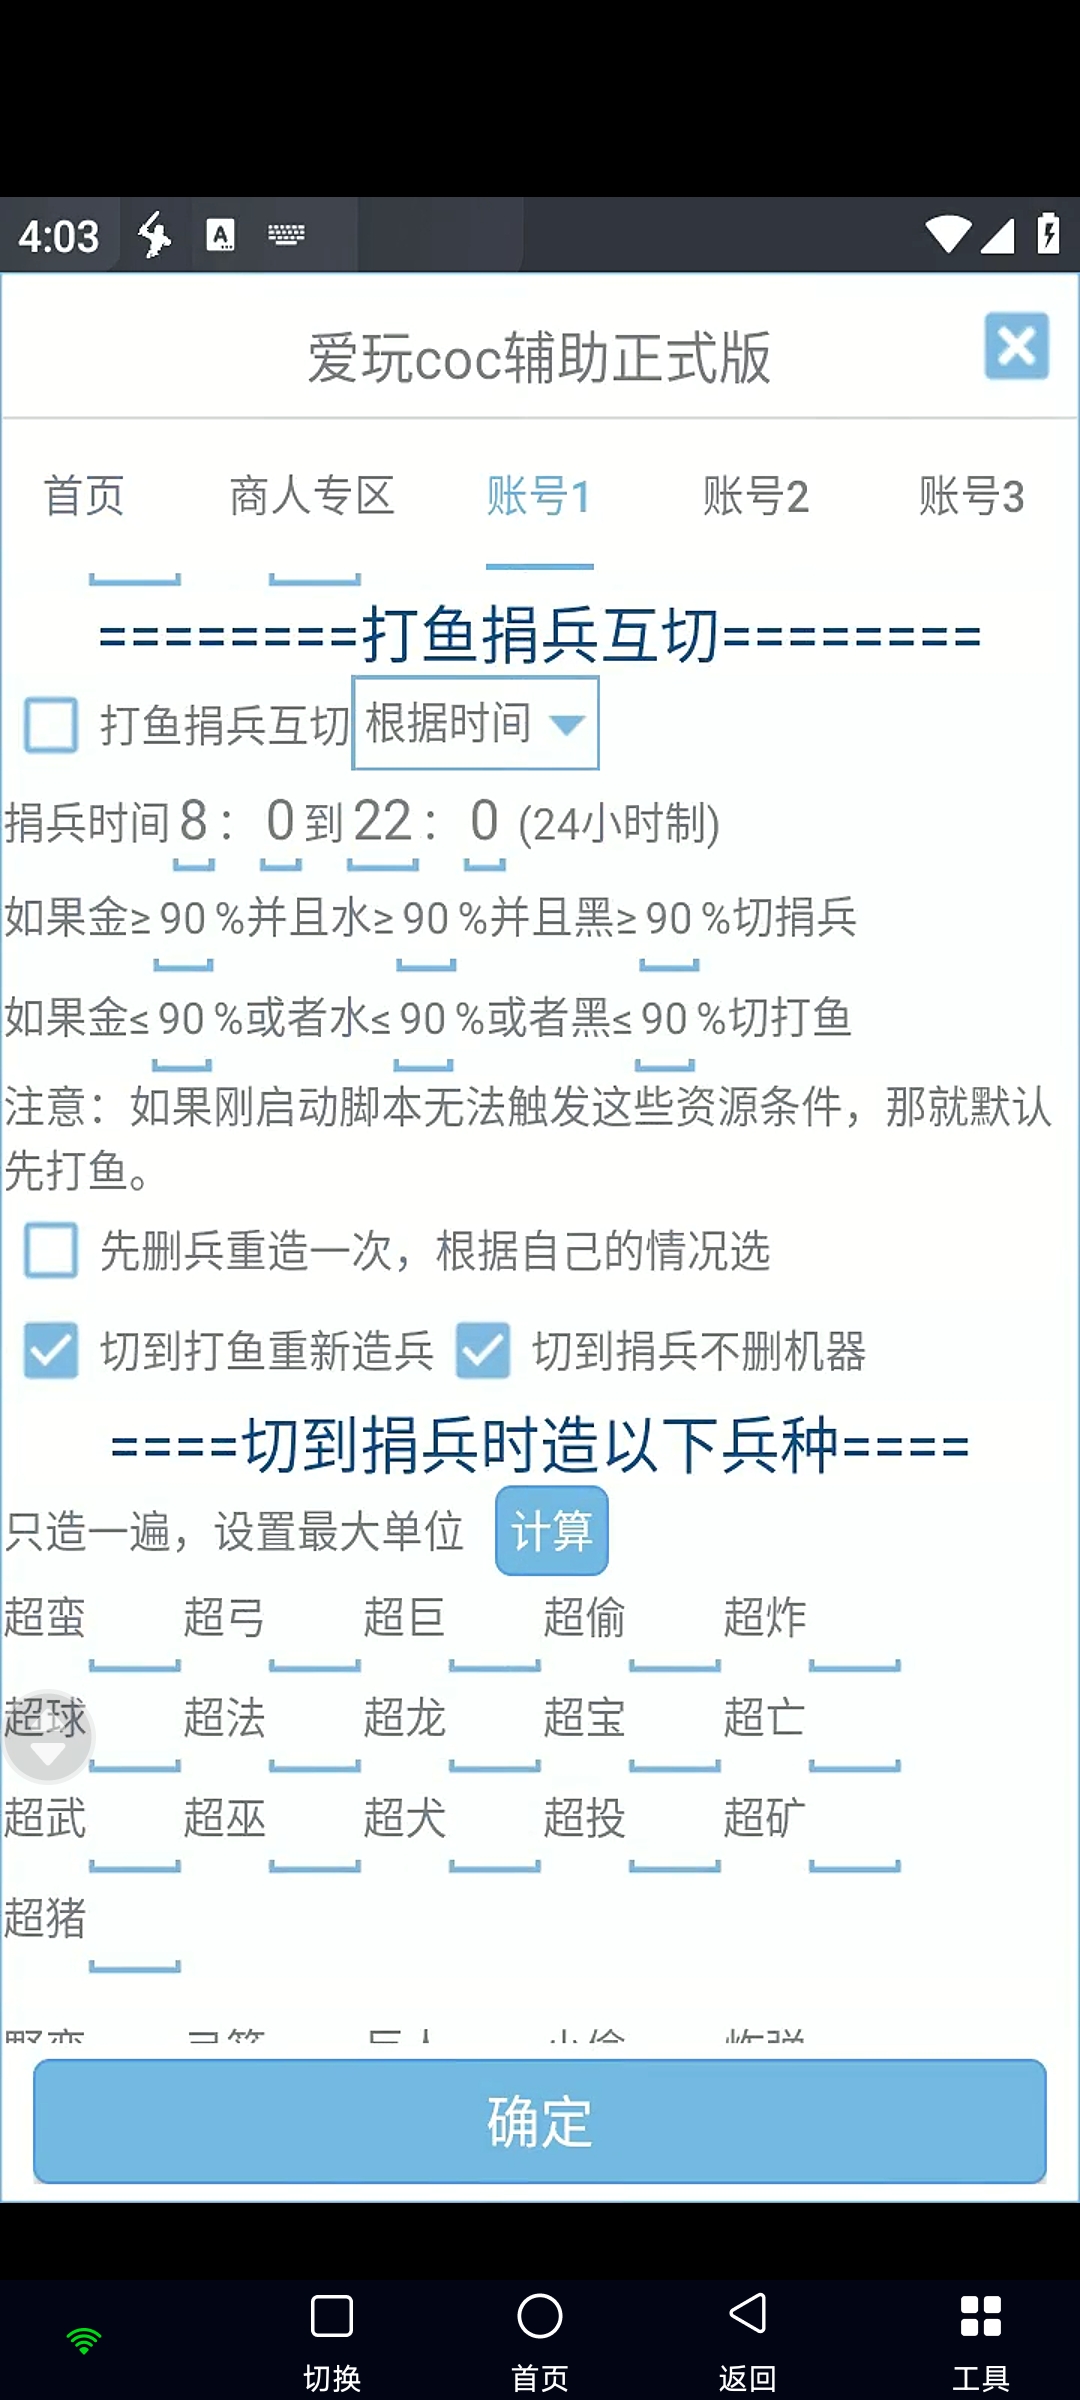 4:03
爱玩coc辅助正式版
首页 商人专区 账号1 账号2 账号3
========打鱼捐兵互切========
打鱼捐兵互切 根据时间
捐兵时间 8 : 0 到 22 : 0 (24小时制)
如果金≥ 90 %并且水≥ 90 %并且黑≥ 90 %切捐兵
如果金≤ 90 %或者水≤ 90 %或者黑≤ 90 %切打鱼
注意：如果刚启动脚本无法触发这些资源条件，那就默认
先打鱼。
先删兵重造一次，根据自己的情况选
切到打鱼重新造兵 切到捐兵不删机器
====切到捐兵时造以下兵种====
只造一遍，设置最大单位 计算
超蛮 超弓 超巨 超偷 超炸
超球 超法 超龙 超宝 超亡
超武 超巫 超犬 超投 超矿
超猪
确定
切换 首页 返回 工具